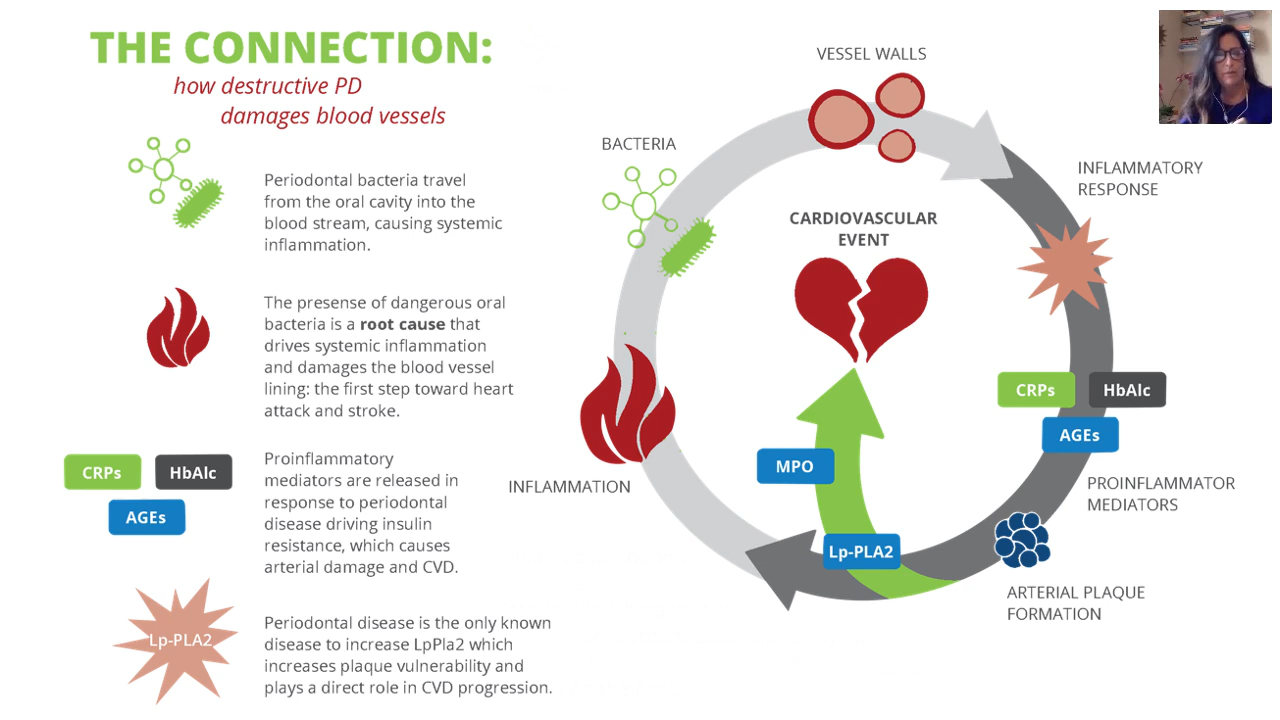 THE CONNECTION:
how destructive PD
damages blood vessels
Periodontal bacteria travel
from the oral cavity into the
blood stream, causing systemic
inflammation.
The presense of dangerous oral
bacteria is a root cause that
drives systemic inflammation
and damages the blood vessel
lining: the first step toward heart
attack and stroke.
CRPs
HbAlc
AGEs
Proinflammatory
mediators are released in
response to periodontal
disease driving insulin
resistance, which causes
arterial damage and CVD.
Lp-PLA2
Periodontal disease is the only known
disease to increase LpPla2 which
increases plaque vulnerability and
plays a direct role in CVD progression.
VESSEL WALLS
BACTERIA
INFLAMMATORY
RESPONSE
CARDIOVASCULAR
EVENT
CRPs
HbAlc
AGEs
MPO
INFLAMMATION
PROINFLAMMATOR
MEDIATORS
Lp-PLA2
ARTERIAL PLAQUE
FORMATION